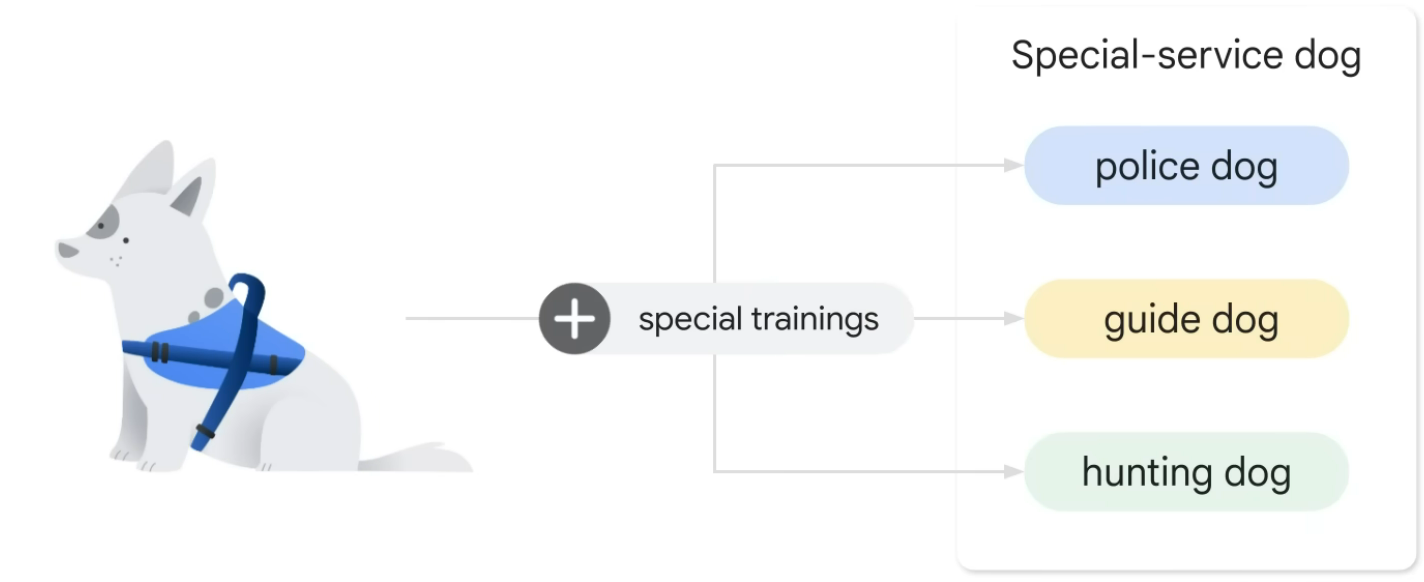 Special-service dog
police dog
special trainings
guide dog
hunting dog